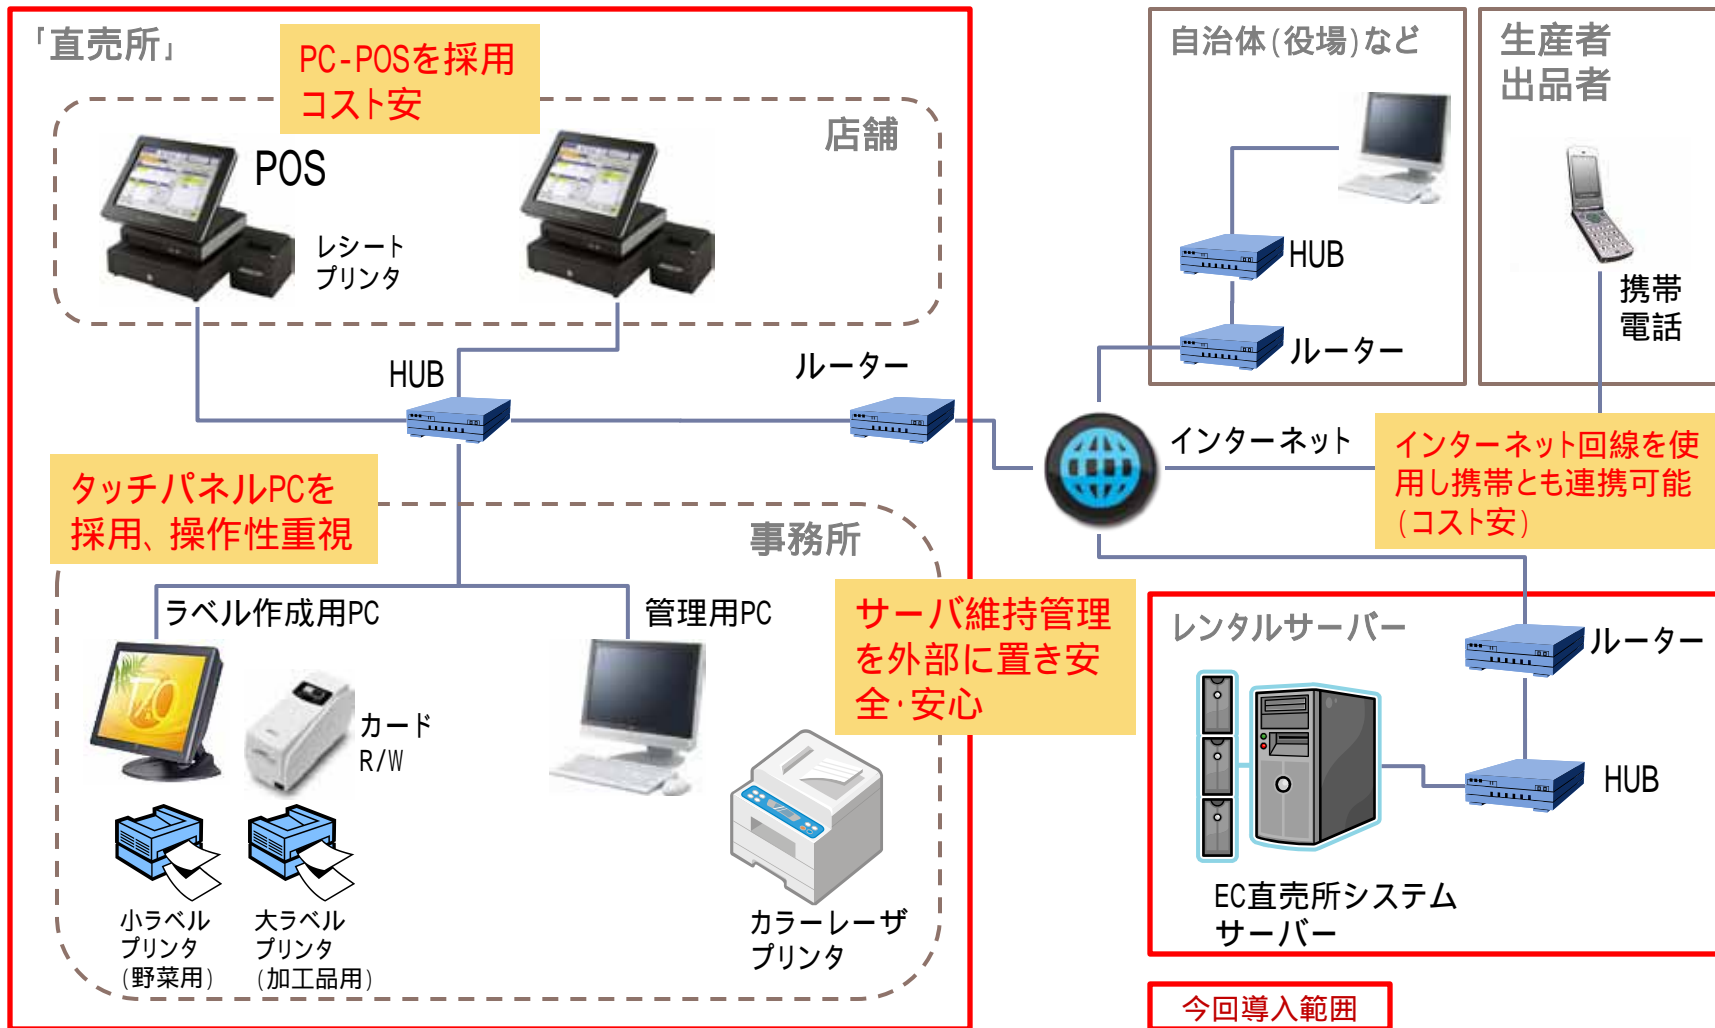 「直売所」
PC-POSを採用
コスト安
店舗
POS
レシート
プリンタ
HUB
ルーター
タッチパネルPCを
採用、操作性重視
事務所
ラベル作成用PC
管理用PC
カード
R/W
小ラベル
プリンタ
(野菜用)
大ラベル
プリンタ
(加工品用)
カラーレーザ
プリンタ
サーバ維持管理
を外部に置き安
全・安心
自治体(役場)など
HUB
ルーター
生産者
出品者
携帯
電話
インターネット
インターネット回線を使
用し携帯とも連携可能
(コスト安)
レンタルサーバー
ルーター
HUB
EC直売所システム
サーバー
今回導入範囲